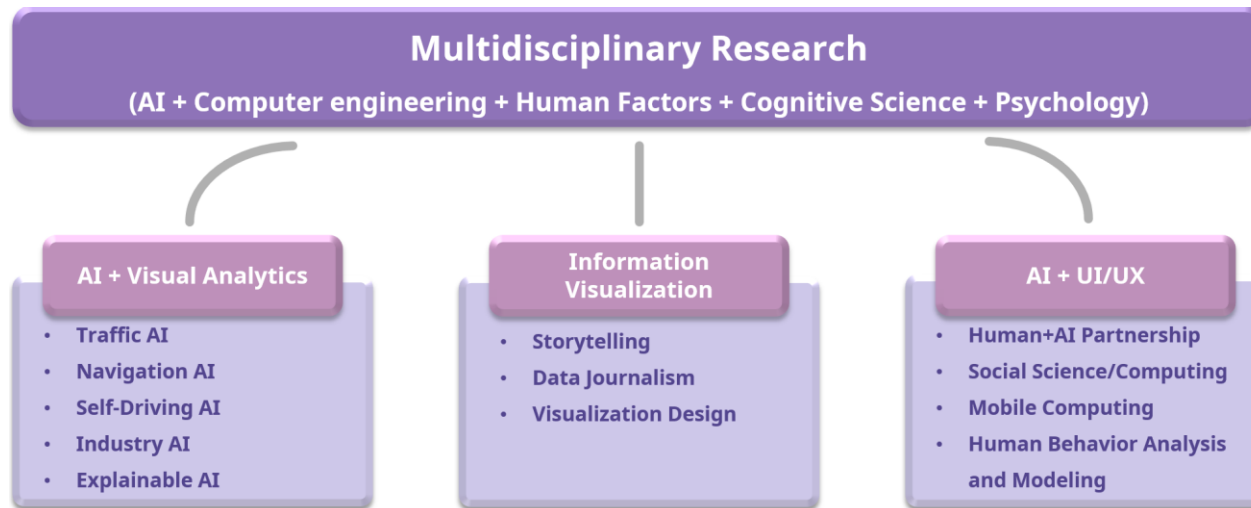 Multidisciplinary Research
(AI + Computer engineering + Human Factors + Cognitive Science + Psychology)
AI + Visual Analytics
• Traffic AI
• Navigation AI
• Self-Driving AI
• Industry AI
• Explainable AI
Information
Visualization
• Storytelling
• Data Journalism
• Visualization Design
AI + UI/UX
• Human+AI Partnership
• Social Science/Computing
• Mobile Computing
• Human Behavior Analysis
and Modeling